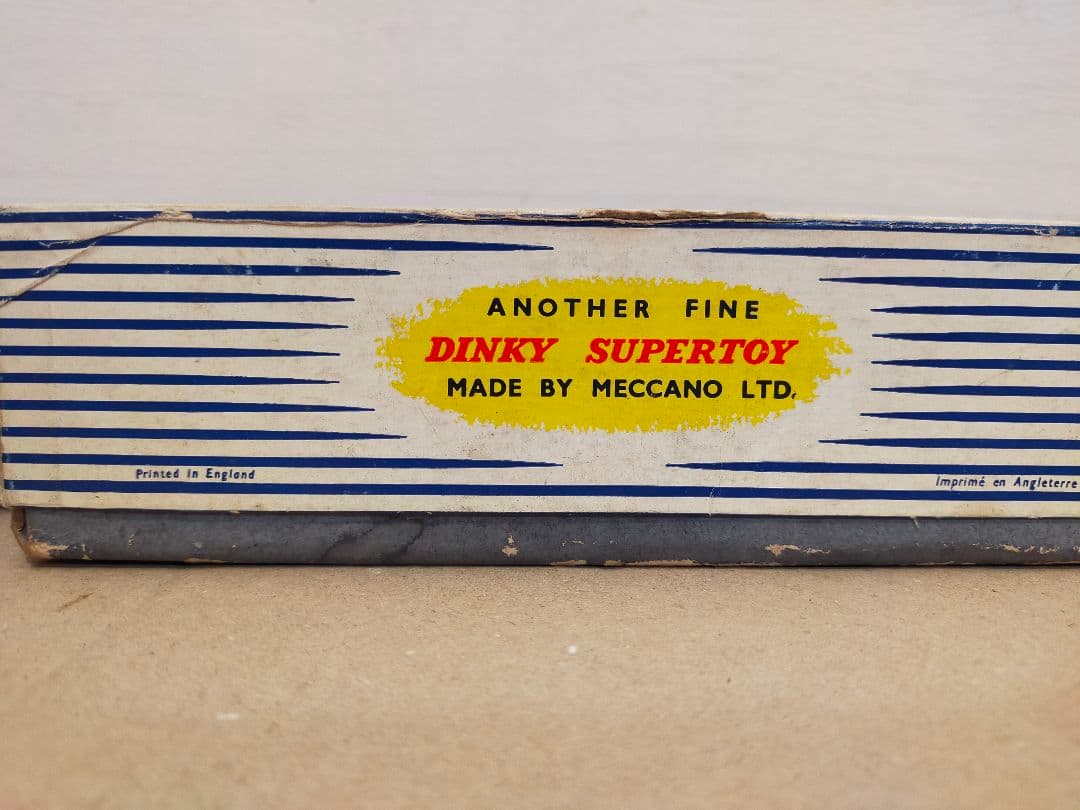 ANOTHER FINE
DINKY SUPERTOY
MADE BY MECCANO LTD.
Printed in England
Imprimé en Angleterre